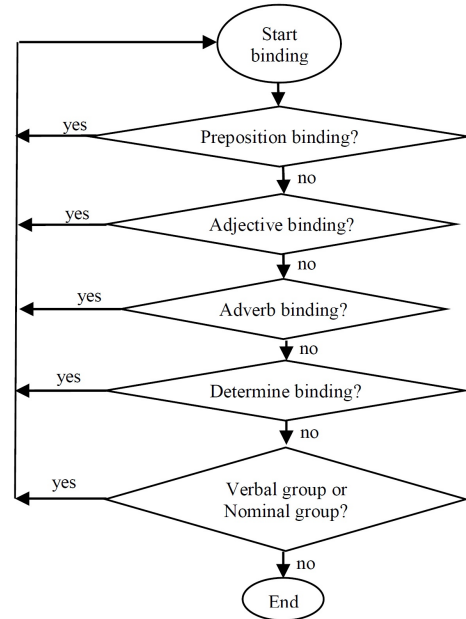 Start
binding
yes
Preposition binding?
no
yes
Adjective binding?
no
yes
Adverb binding?
no
yes
Determine binding?
no
yes
Verbal group or
Nominal group?
no
End